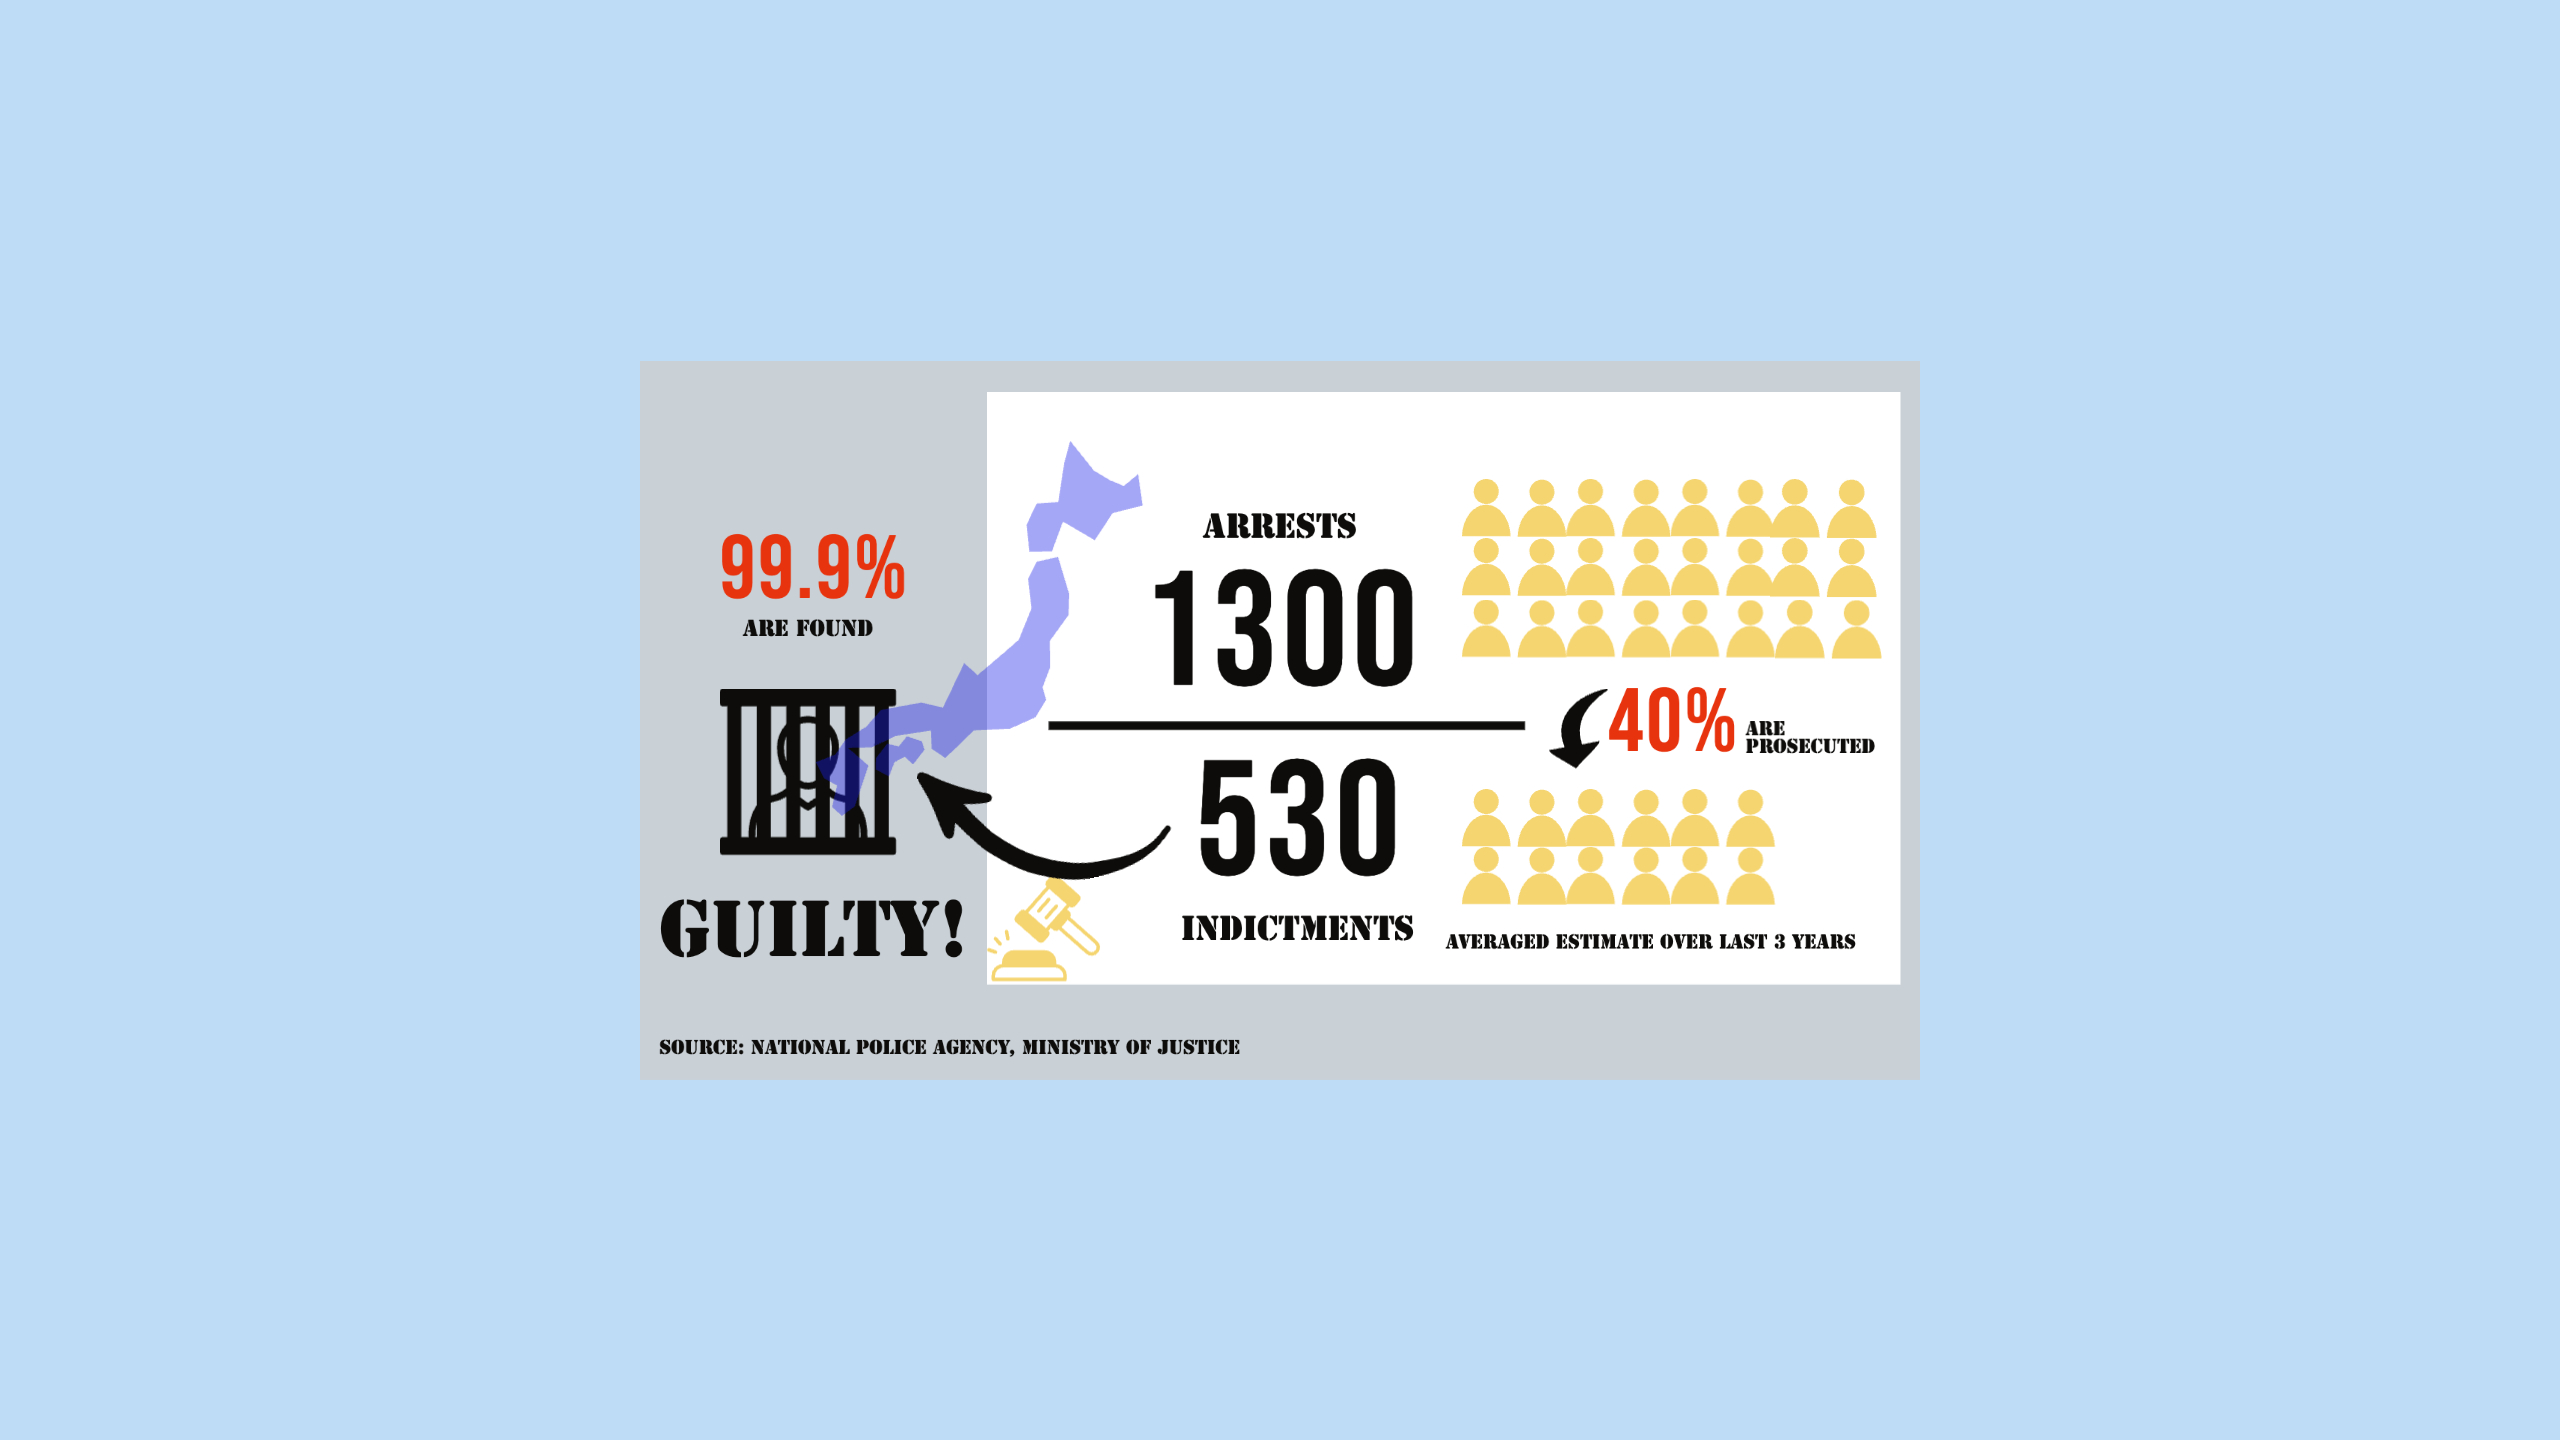 99.9%
ARE FOUND
GUILTY!
ARRESTS
1300
530
INDICTMENTS
40% ARE
PROSECUTED
AVERAGED ESTIMATE OVER LAST 3 YEARS
SOURCE: NATIONAL POLICE AGENCY, MINISTRY OF JUSTICE